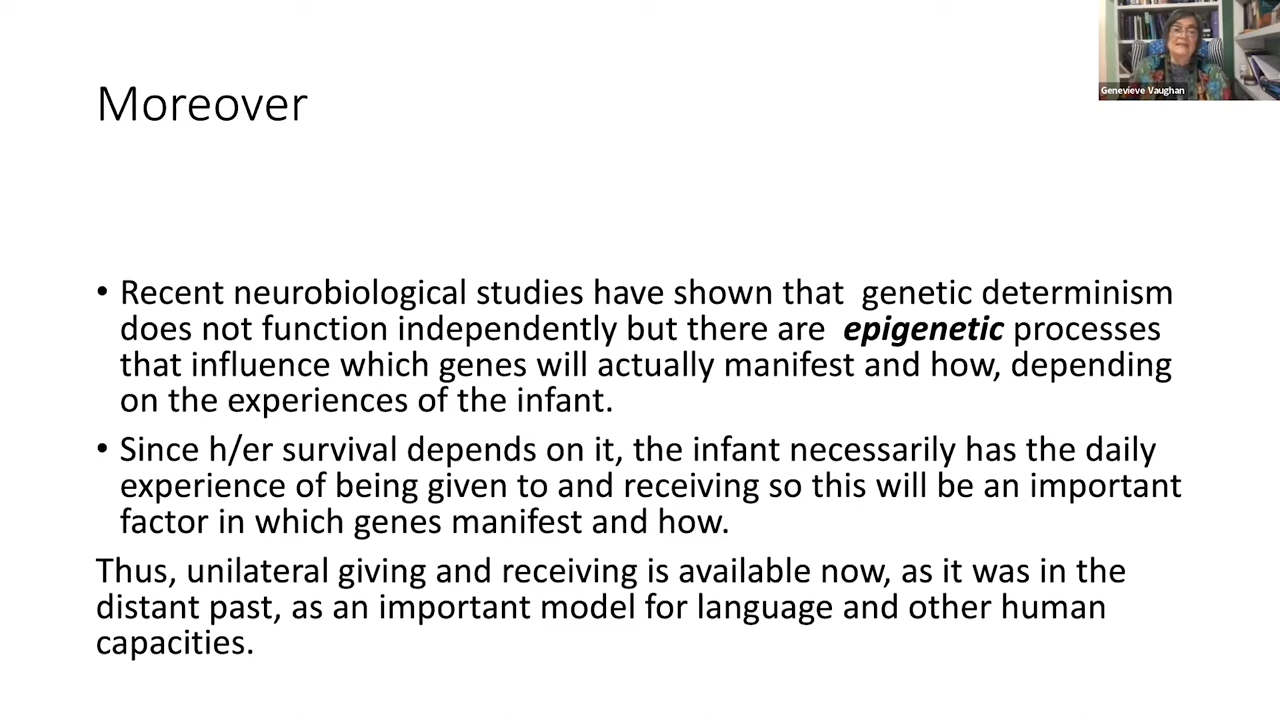 Genevieve Vaughan
Moreover
• Recent neurobiological studies have shown that  genetic determinism
does not function independently but there are  epigenetic processes
that influence which genes will actually manifest and how, depending
on the experiences of the infant.
• Since h/er survival depends on it, the infant necessarily has the daily
experience of being given to and receiving so this will be an important
factor in which genes manifest and how.
Thus, unilateral giving and receiving is available now, as it was in the
distant past, as an important model for language and other human
capacities.